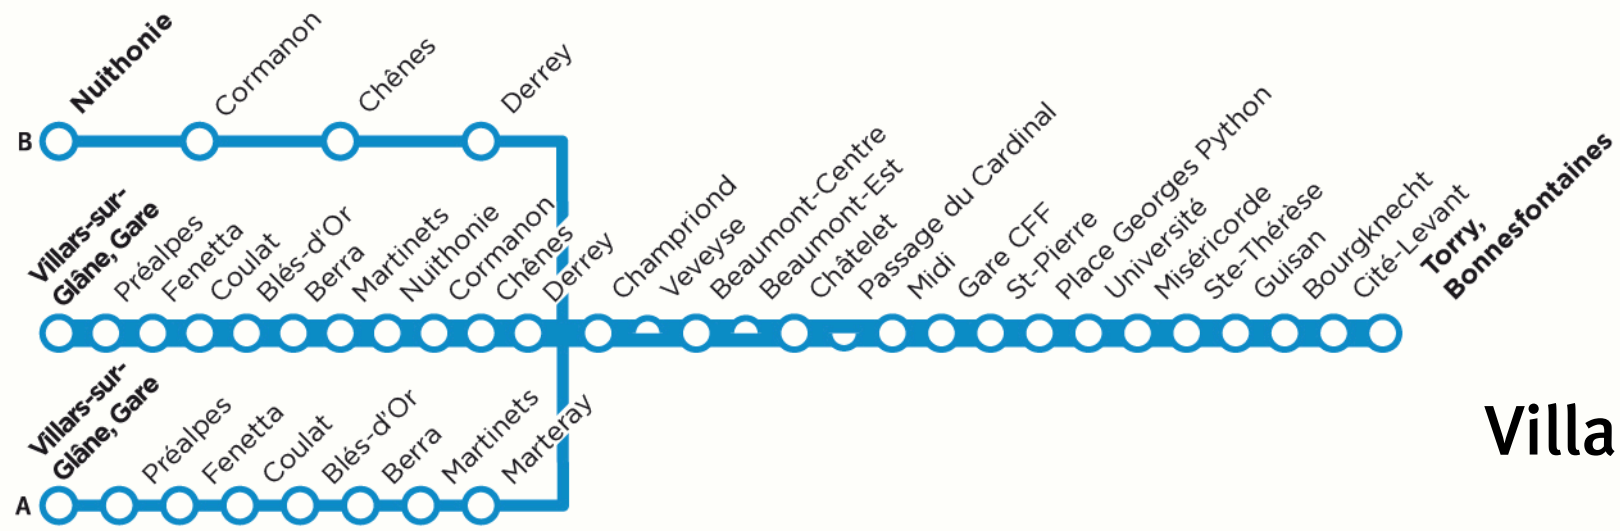 B
Nuithonie
Cormanon
Chênes
Derrey
Villars-sur-
Glâne, Gare
Préalpes
Fenetta
Coulat
Blés-d'Or
Berra
Martinets
Nuithonie
Cormanon
Chênes
Derrey
Champriond
Veveyse
Beaumont-Centre
Beaumont-Est
Châtelet
Passage du Cardinal
Midi
Gare CFF
St-Pierre
Place Georges Python
Université
Miséricorde
Ste-Thérèse
Guisan
Bourgknecht
Cité-Levant
Torry,
Bonnesfontaines
A
Villars-sur-
Glâne, Gare
Préalpes
Fenetta
Coulat
Blés-d'Or
Berra
Martinets
Marteray
Villa